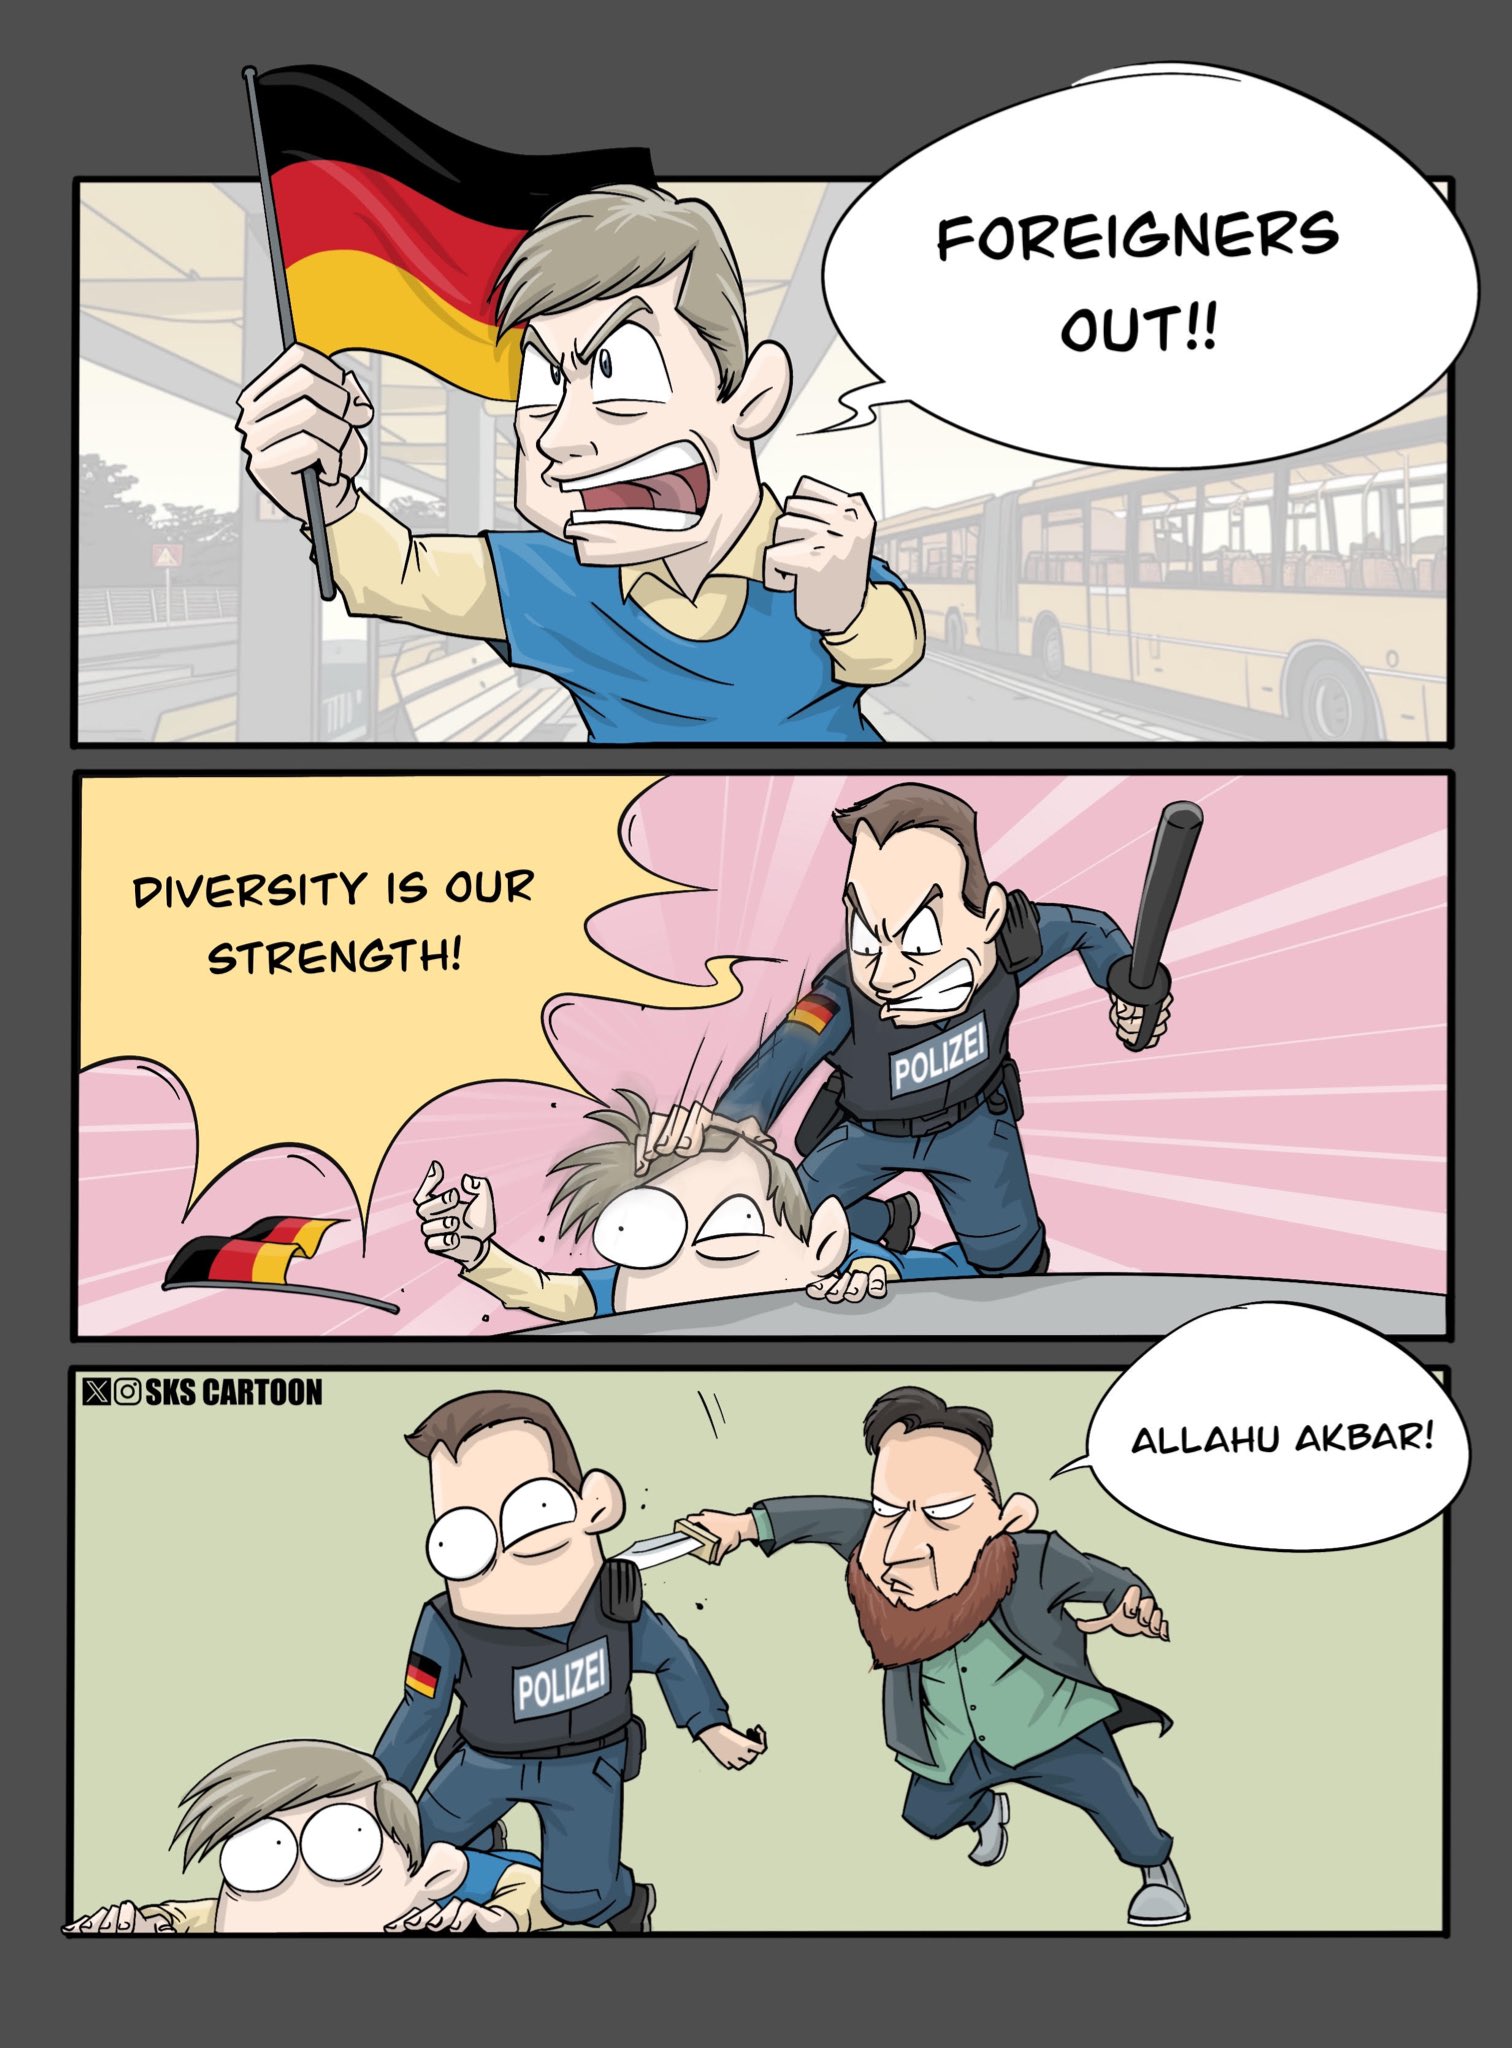 FOREIGNERS
OUT!!
DIVERSITY IS OUR
STRENGTH!
POLIZEI
SKS CARTOON
ALLAHU AKBAR!
POLIZEI